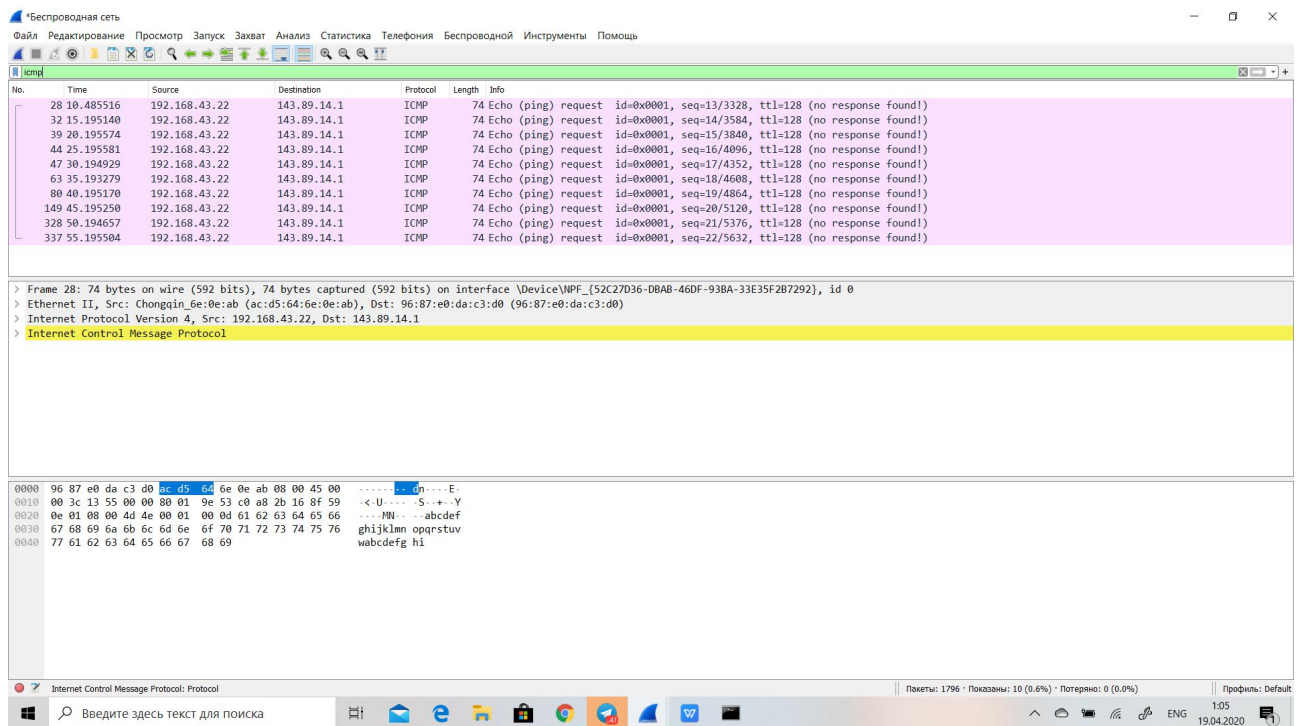 *Беспроводная сеть
Файл Редактирование Просмотр Запуск Захват Анализ Статистика Телефония Беспроводной Инструменты Помощь
icmp
No. Time Source Destination Protocol Length Info
28 10.485516 192.168.43.22 143.89.14.1 ICMP 74 Echo (ping) request id=0x0001, seq=13/3328, ttl=128 (no response found!)
32 15.195140 192.168.43.22 143.89.14.1 ICMP 74 Echo (ping) request id=0x0001, seq=14/3584, ttl=128 (no response found!)
39 20.195574 192.168.43.22 143.89.14.1 ICMP 74 Echo (ping) request id=0x0001, seq=15/3840, ttl=128 (no response found!)
44 25.195581 192.168.43.22 143.89.14.1 ICMP 74 Echo (ping) request id=0x0001, seq=16/4096, ttl=128 (no response found!)
47 30.194929 192.168.43.22 143.89.14.1 ICMP 74 Echo (ping) request id=0x0001, seq=17/4352, ttl=128 (no response found!)
63 35.193279 192.168.43.22 143.89.14.1 ICMP 74 Echo (ping) request id=0x0001, seq=18/4608, ttl=128 (no response found!)
80 40.195170 192.168.43.22 143.89.14.1 ICMP 74 Echo (ping) request id=0x0001, seq=19/4864, ttl=128 (no response found!)
149 45.195250 192.168.43.22 143.89.14.1 ICMP 74 Echo (ping) request id=0x0001, seq=20/5120, ttl=128 (no response found!)
328 50.194657 192.168.43.22 143.89.14.1 ICMP 74 Echo (ping) request id=0x0001, seq=21/5376, ttl=128 (no response found!)
337 55.195504 192.168.43.22 143.89.14.1 ICMP 74 Echo (ping) request id=0x0001, seq=22/5632, ttl=128 (no response found!)
> Frame 28: 74 bytes on wire (592 bits), 74 bytes captured (592 bits) on interface \Device\NPF_{52C27D36-DBAB-46DF-93BA-33E35F2B7292}, id 0
> Ethernet II, Src: Chongqin_6e:0e:ab (ac:d5:64:6e:0e:ab), Dst: 96:87:e0:da:c3:d0 (96:87:e0:da:c3:d0)
> Internet Protocol Version 4, Src: 192.168.43.22, Dst: 143.89.14.1
> Internet Control Message Protocol
0000 96 87 e0 da c3 d0 ac d5 64 6e 0e ab 08 00 45 00 ········ dn····E·
0010 00 3c 13 55 00 00 80 01 9e 53 c0 a8 2b 16 8f 59 ·<·U···· ·S··+··Y
0020 0e 01 08 00 4d 4e 00 01 00 0d 61 62 63 64 65 66 ····MN·· ··abcdef
0030 67 68 69 6a 6b 6c 6d 6e 6f 70 71 72 73 74 75 76 ghijklmn opqrstuv
0040 77 61 62 63 64 65 66 67 68 69 wabcdefg hi
Internet Control Message Protocol: Protocol Пакеты: 1796 · Показаны: 10 (0.6%) · Потеряно: 0 (0.0%) Профиль: Default
Введите здесь текст для поиска ENG 1:05
19.04.2020